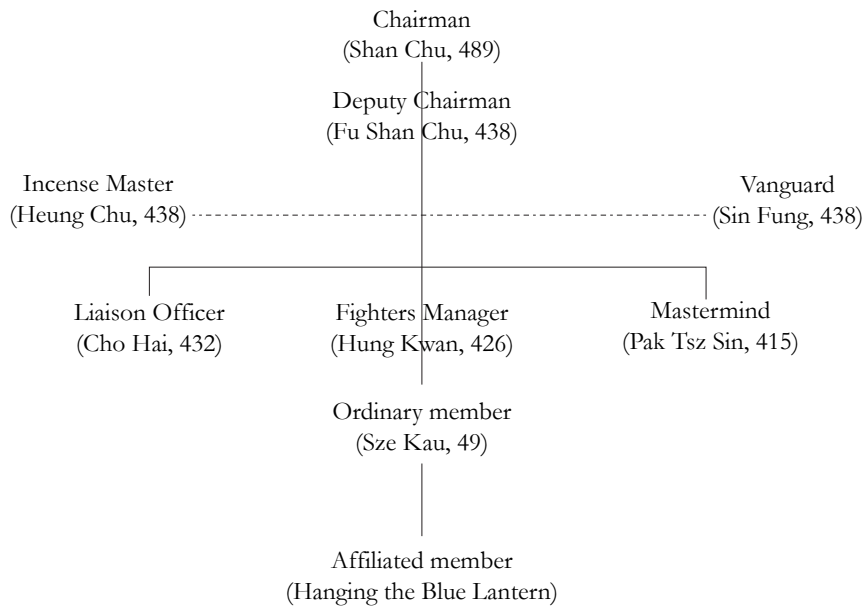 Chairman
(Shan Chu, 489)
Deputy Chairman
(Fu Shan Chu, 438)
Incense Master
(Heung Chu, 438)
Vanguard
(Sin Fung, 438)
Liaison Officer
(Cho Hai, 432)
Fighters Manager
(Hung Kwan, 426)
Mastermind
(Pak Tsz Sin, 415)
Ordinary member
(Sze Kau, 49)
Affiliated member
(Hanging the Blue Lantern)